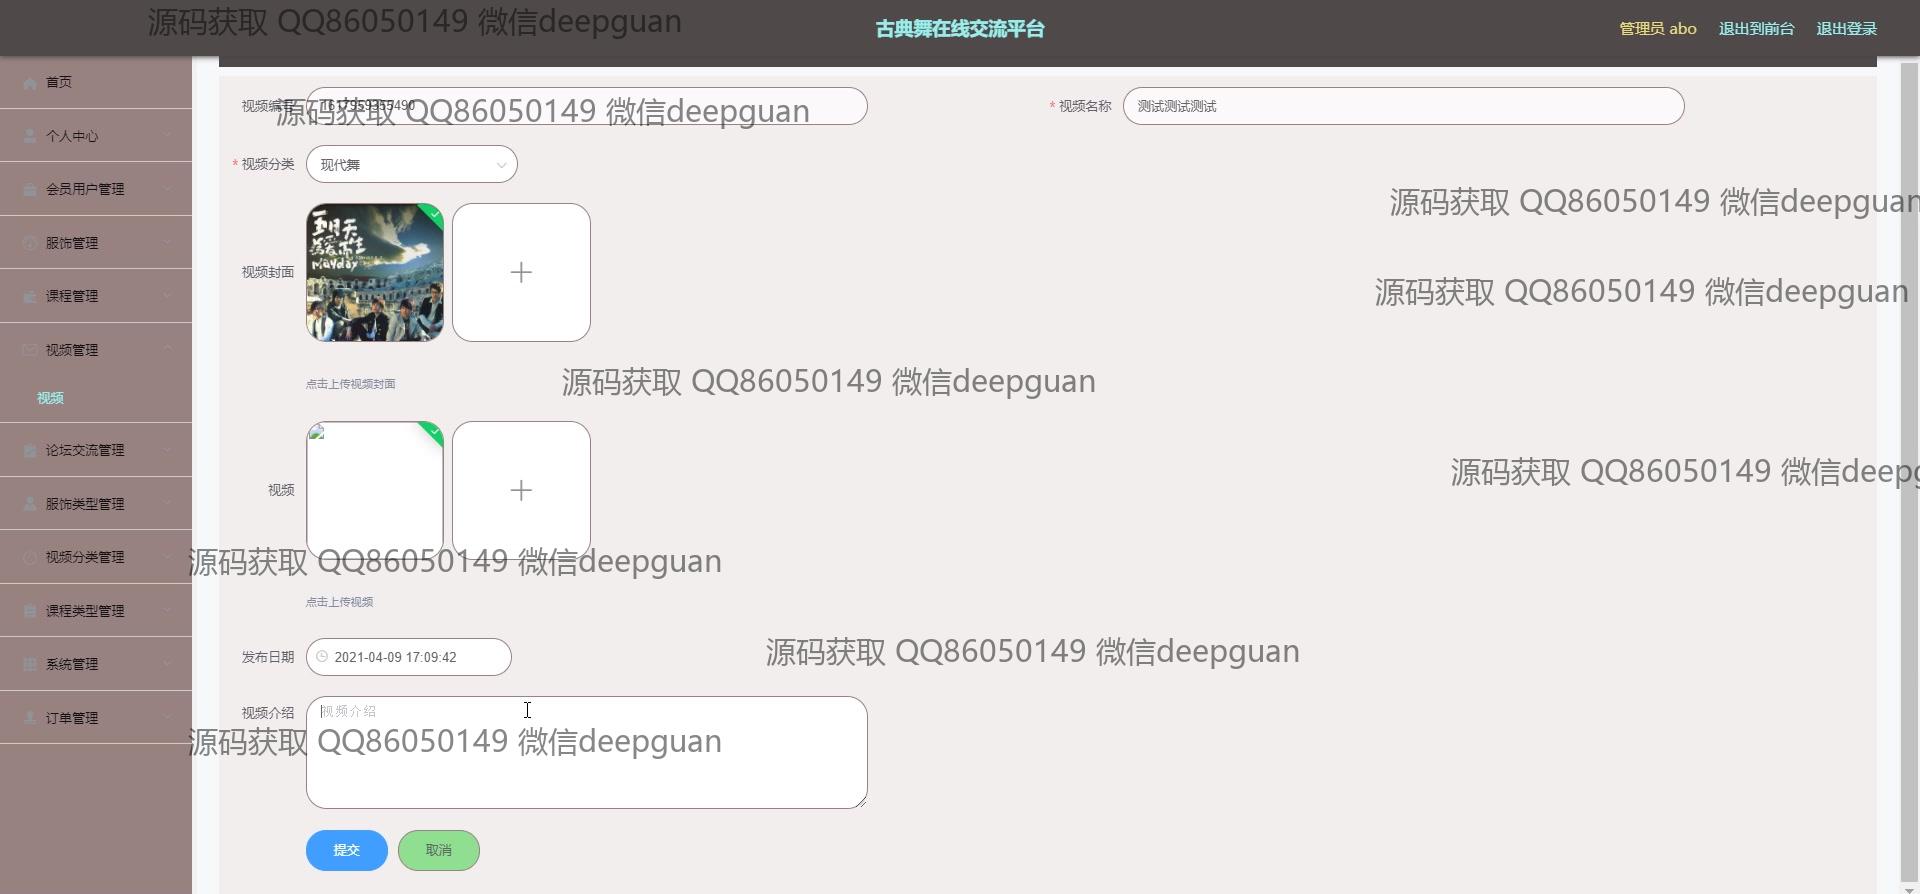 源码获取 QQ86050149 微信deepguan
古典舞在线交流平台
管理员 abo
退出到前台
退出登录
首页
个人中心
会员用户管理
服饰管理
课程管理
视频管理
视频
论坛交流管理
服饰类型管理
视频分类管理
课程类型管理
系统管理
订单管理
视频编号
1617959355490
源码获取 QQ86050149 微信deepguan
* 视频名称
测试测试测试
* 视频分类
现代舞
源码获取 QQ86050149 微信deepguan
视频封面
mayday
源码获取 QQ86050149 微信deepguan
点击上传视频封面
源码获取 QQ86050149 微信deepguan
视频
源码获取 QQ86050149 微信deepg
源码获取 QQ86050149 微信deepguan
点击上传视频
发布日期
2021-04-09 17:09:42
源码获取 QQ86050149 微信deepguan
视频介绍
视频介绍
源码获取 QQ86050149 微信deepguan
提交
取消